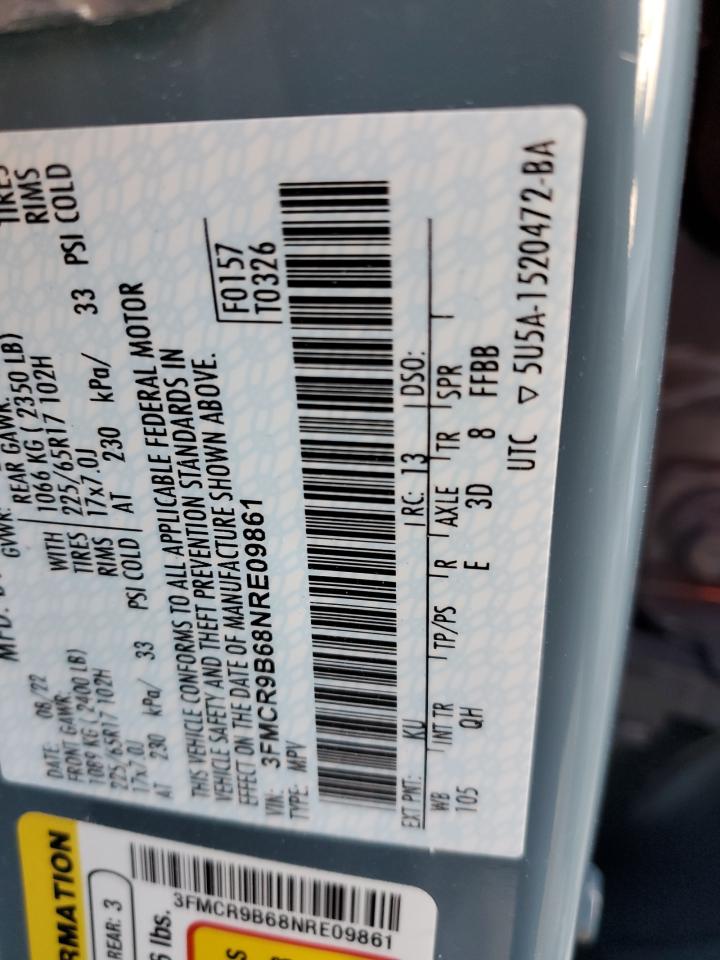 MFD.
DATE: 08/22 GVWR:
FRONT GAWR: REAR GAWR:
1089 KG ( 2400 LB) WITH 1066 KG ( 2350 LB) TIRES
225/65R17 102H TIRES 225/65R17 102H RIMS
17x7.0J RIMS 17x7.0J
AT 230 kPa/ 33 PSI COLD AT 230 kPa/ 33 PSI COLD
THIS VEHICLE CONFORMS TO ALL APPLICABLE FEDERAL MOTOR
VEHICLE SAFETY AND THEFT PREVENTION STANDARDS IN
EFFECT ON THE DATE OF MANUFACTURE SHOWN ABOVE.
VIN: 3FMCR9B68NRE09861 F0157
TYPE: MPV T0326
EXT PNT: KU RC: 13 DSO:
WB INT TR TP/PS R AXLE TR SPR
105 QH E 3D 8 FFBB
UTC ▽ 5U5A-1520472-BA
RMATION
REAR: 3
6 lbs.
3FMCR9B68NRE09861